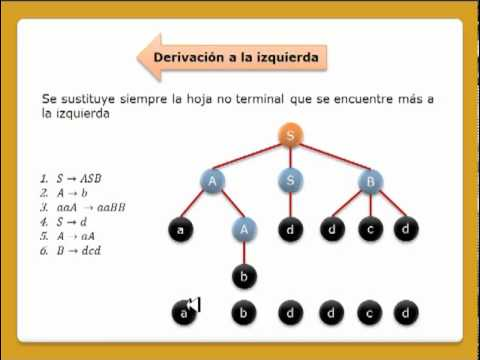 Derivación a la izquierda
Se sustituye siempre la hoja no terminal que se encuentre más a
la izquierda
S
1. S → ASB
2. A → b
3. aaA → aaBB
4. S → d
5. A → aA
6. B → dcd
A S B
a A d d c d
b
a b d d c d